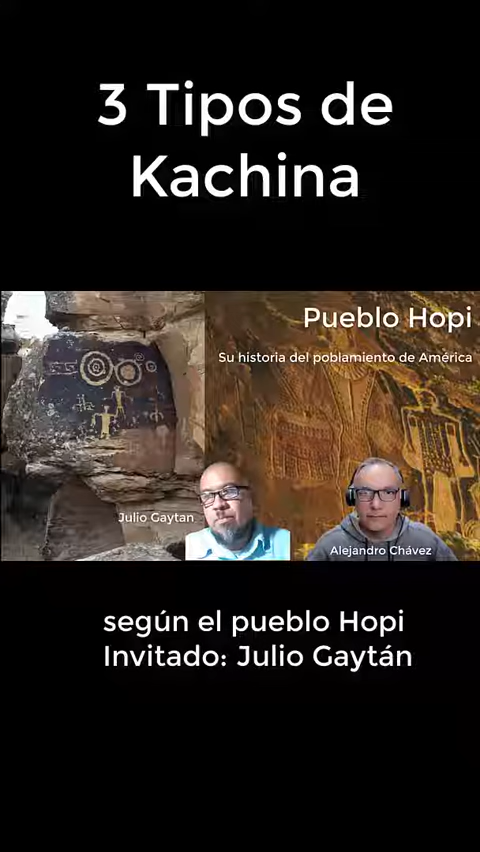 3 Tipos de
Kachina
Pueblo Hopi
Su historia del poblamiento de América
Julio Gaytan
Alejandro Chávez
según el pueblo Hopi
Invitado: Julio Gaytán